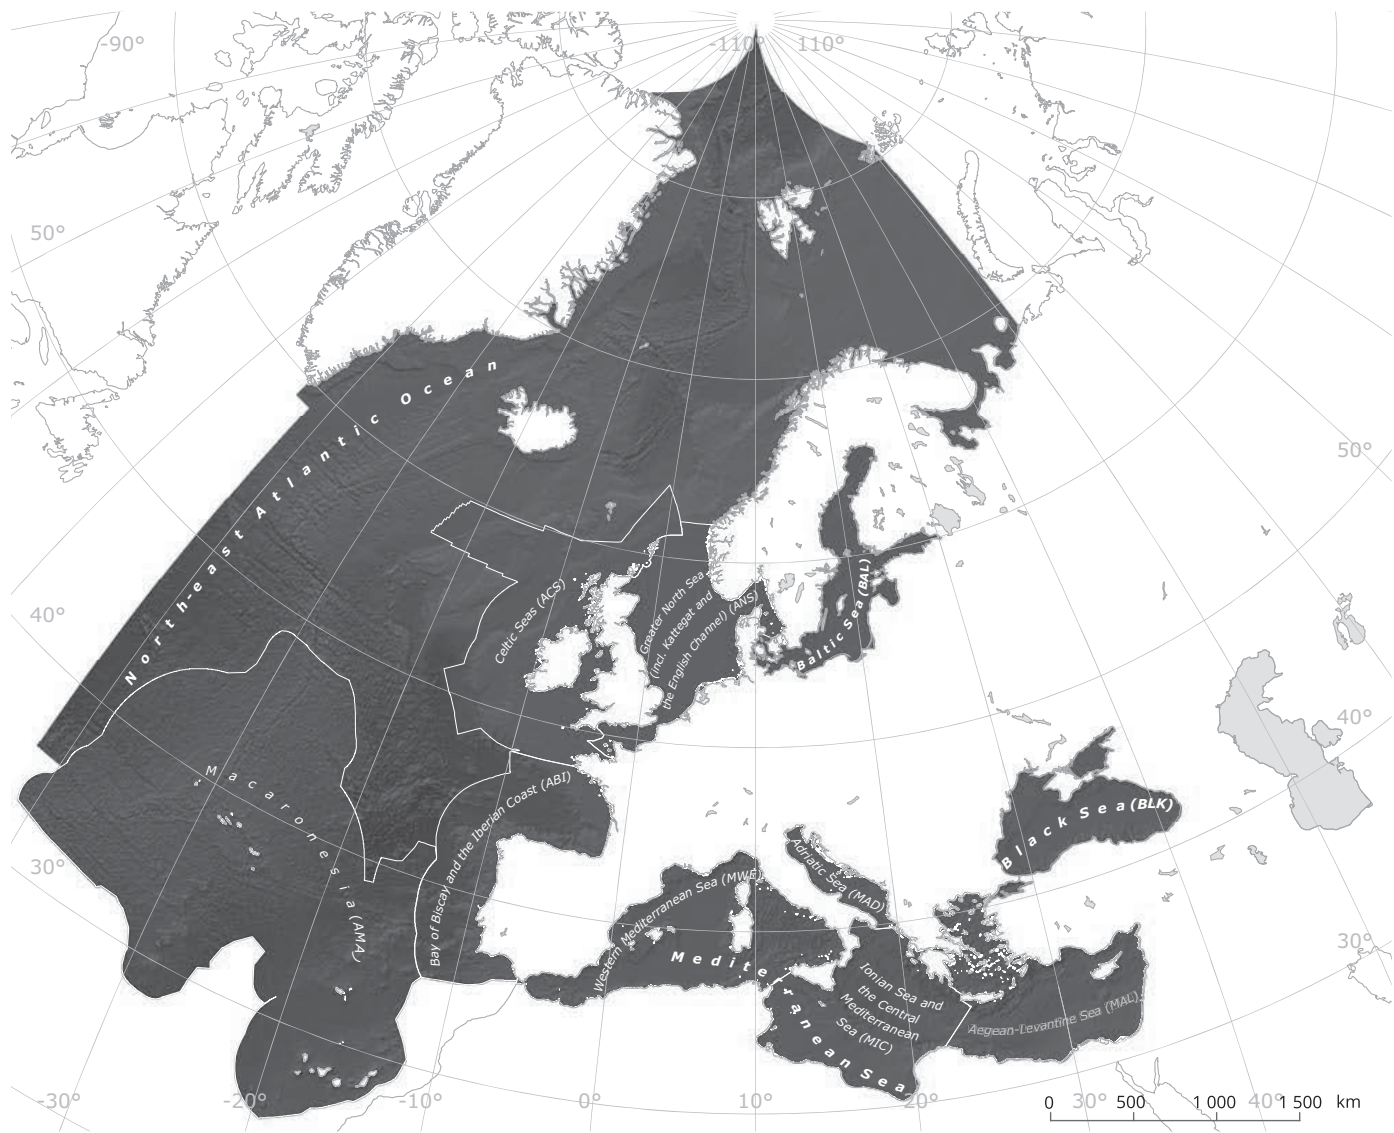 -90°
-110°
110°
50°
North-east Atlantic Ocean
Celtic Seas (ACS)
Greater North Sea
(incl. Kattegat and
the English Channel) (ANS)
Baltic Sea (BAL)
50°
40°
40°
Macaronesia (AMA)
Bay of Biscay and the Iberian Coast (ABI)
Black Sea (BLK)
30°
Adriatic Sea (MAD)
Western Mediterranean Sea (MWE)
30°
Mediterranean Sea
Ionian Sea and
the Central
Mediterranean
Sea (MIC)
Aegean-Levantine Sea (MAL)
-30°
-20°
-10°
0°
10°
20°
30°
40°
0
500
1 000
1 500 km